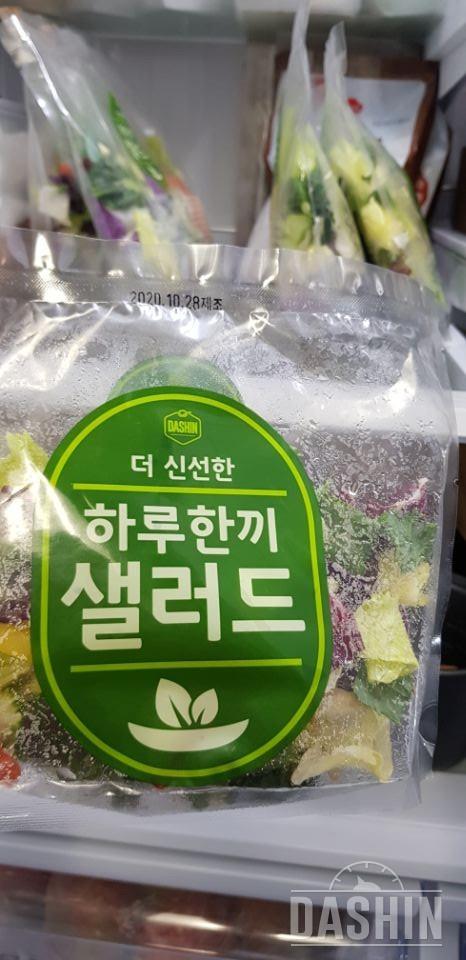 2020.10.28제조
DASHIN
더 신선한
하루한끼
샐러드
DASHIN